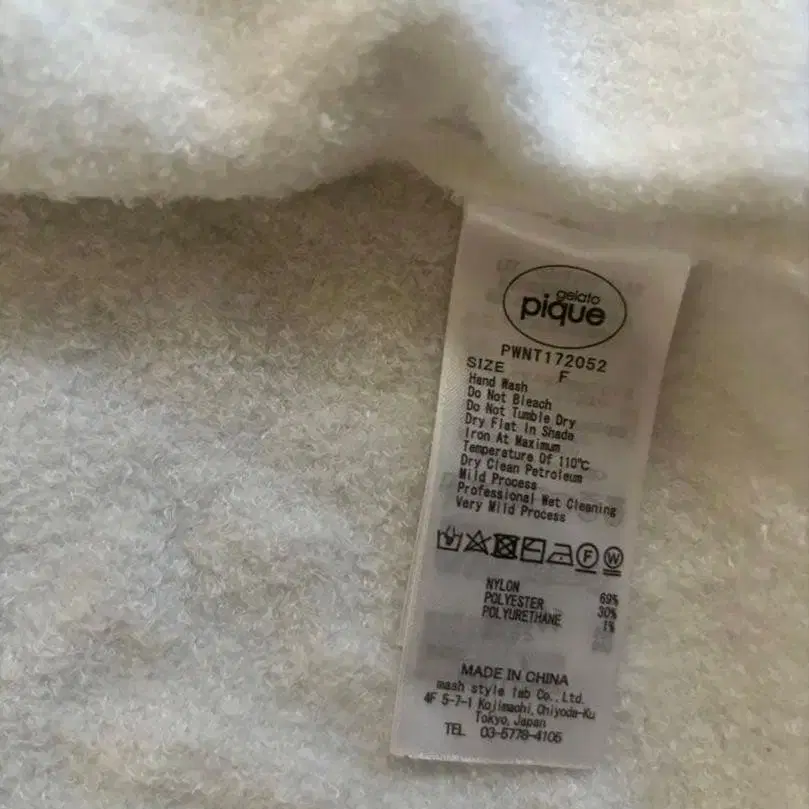 gelato
pique
PWNT172052
SIZE F
Hand Wash
Do Not Bleach
Do Not Tumble Dry
Dry Flat In Shade
Iron At Maximum
Temperature Of 110℃
Dry Clean Petroleum
Mild Process
Professional Wet Cleaning
Very Mild Process
F W
NYLON 69%
POLYESTER 30%
POLYURETHANE 1%
MADE IN CHINA
mash style lab Co.,Ltd.
4F 5-7-1 Kojimachi,Chiyoda-Ku
Tokyo,Japan
TEL 03-5778-4105